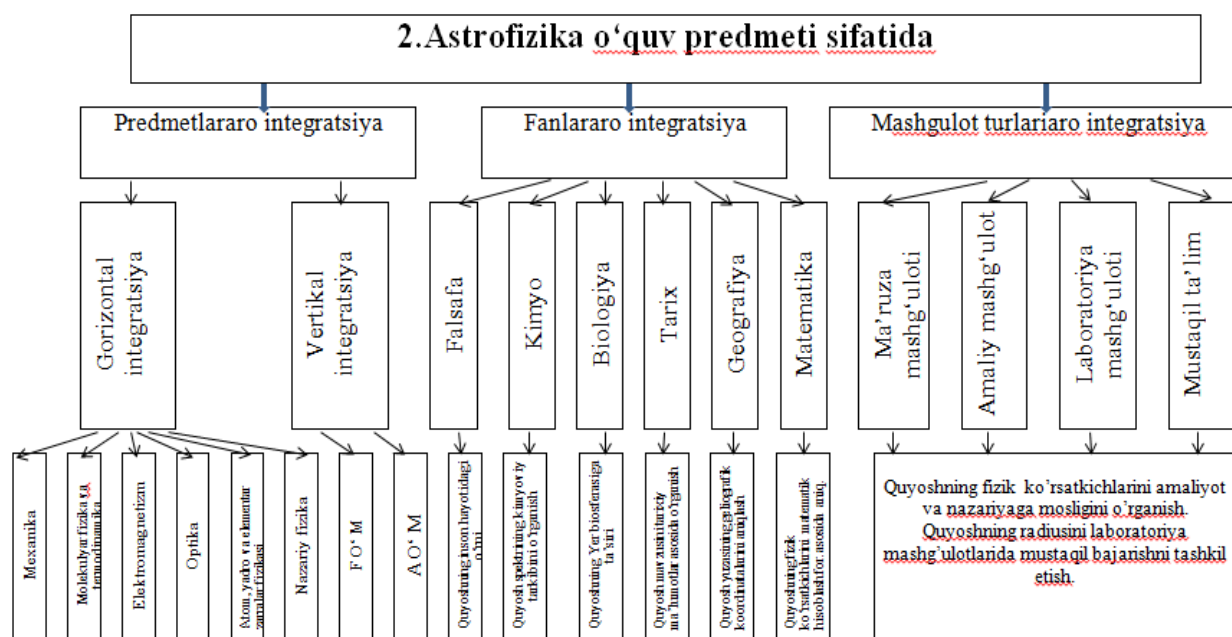 2.Astrofizika o‘quv predmeti sifatida
Predmetlararo integratsiya
Fanlararo integratsiya
Mashgulot turlariaro integratsiya
Gorizontal
integratsiya
Vertikal
integratsiya
Falsafa
Kimyo
Biologiya
Tarix
Geografiya
Matematika
Ma’ruza
mashg‘uloti
Amaliy mashg‘ulot
Laboratoriya
mashg‘uloti
Mustaqil ta’lim
Mexanika
Molekulyar fizika va
termodinamika
Elektromagnetizm
Optika
Atom, yadro va elementar
zarralar fizikasi
Nazariy fizika
F O‘ M
A O‘ M
Quyoshning inson hayotidagi
o‘rni
Quyosh spektrining kimyoviy
tarkibini o‘rganish
Quyoshning Yer biosferasiga
ta’siri
Quyosh mavzusini tarixiy
ma’lumotlar asosida o‘rganish
Quyosh yuzasining geliografik
koordinatalarini aniqlash
Quyoshning fizik
ko‘rsatkichlarini matematik
hisoblash for. asosida aniq.
Quyoshning fizik ko’rsatkichlarini amaliyot
va nazariyaga mosligini o’rganish.
Quyoshning radiusini laboratoriya
mashg’ulotlarida mustaqil bajarishni tashkil
etish.